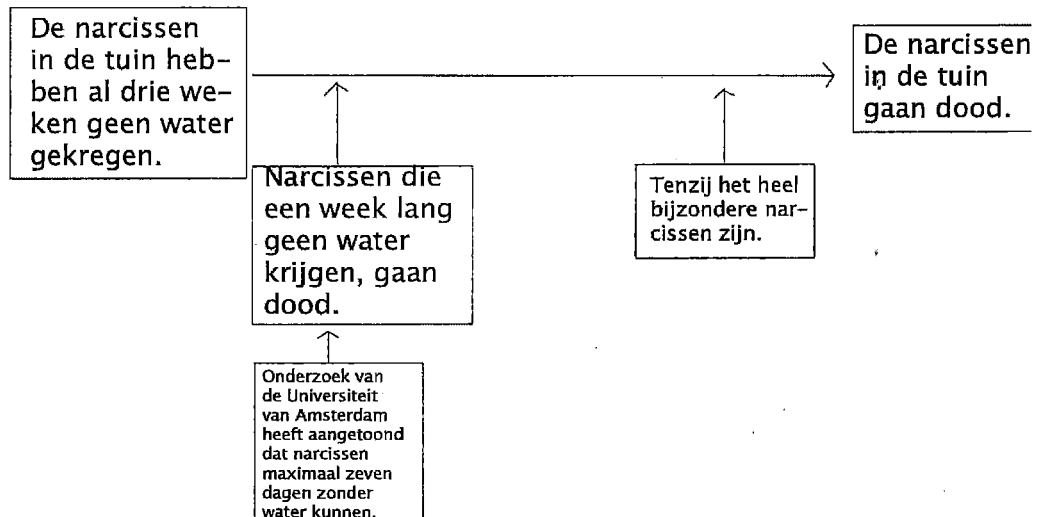 De narcissen
in de tuin heb-
ben al drie we-
ken geen water
gekregen.
De narcissen
in de tuin
gaan dood.
Narcissen die
een week lang
geen water
krijgen, gaan
dood.
Tenzij het heel
bijzondere nar-
cissen zijn.
Onderzoek van
de Universiteit
van Amsterdam
heeft aangetoond
dat narcissen
maximaal zeven
dagen zonder
water kunnen.